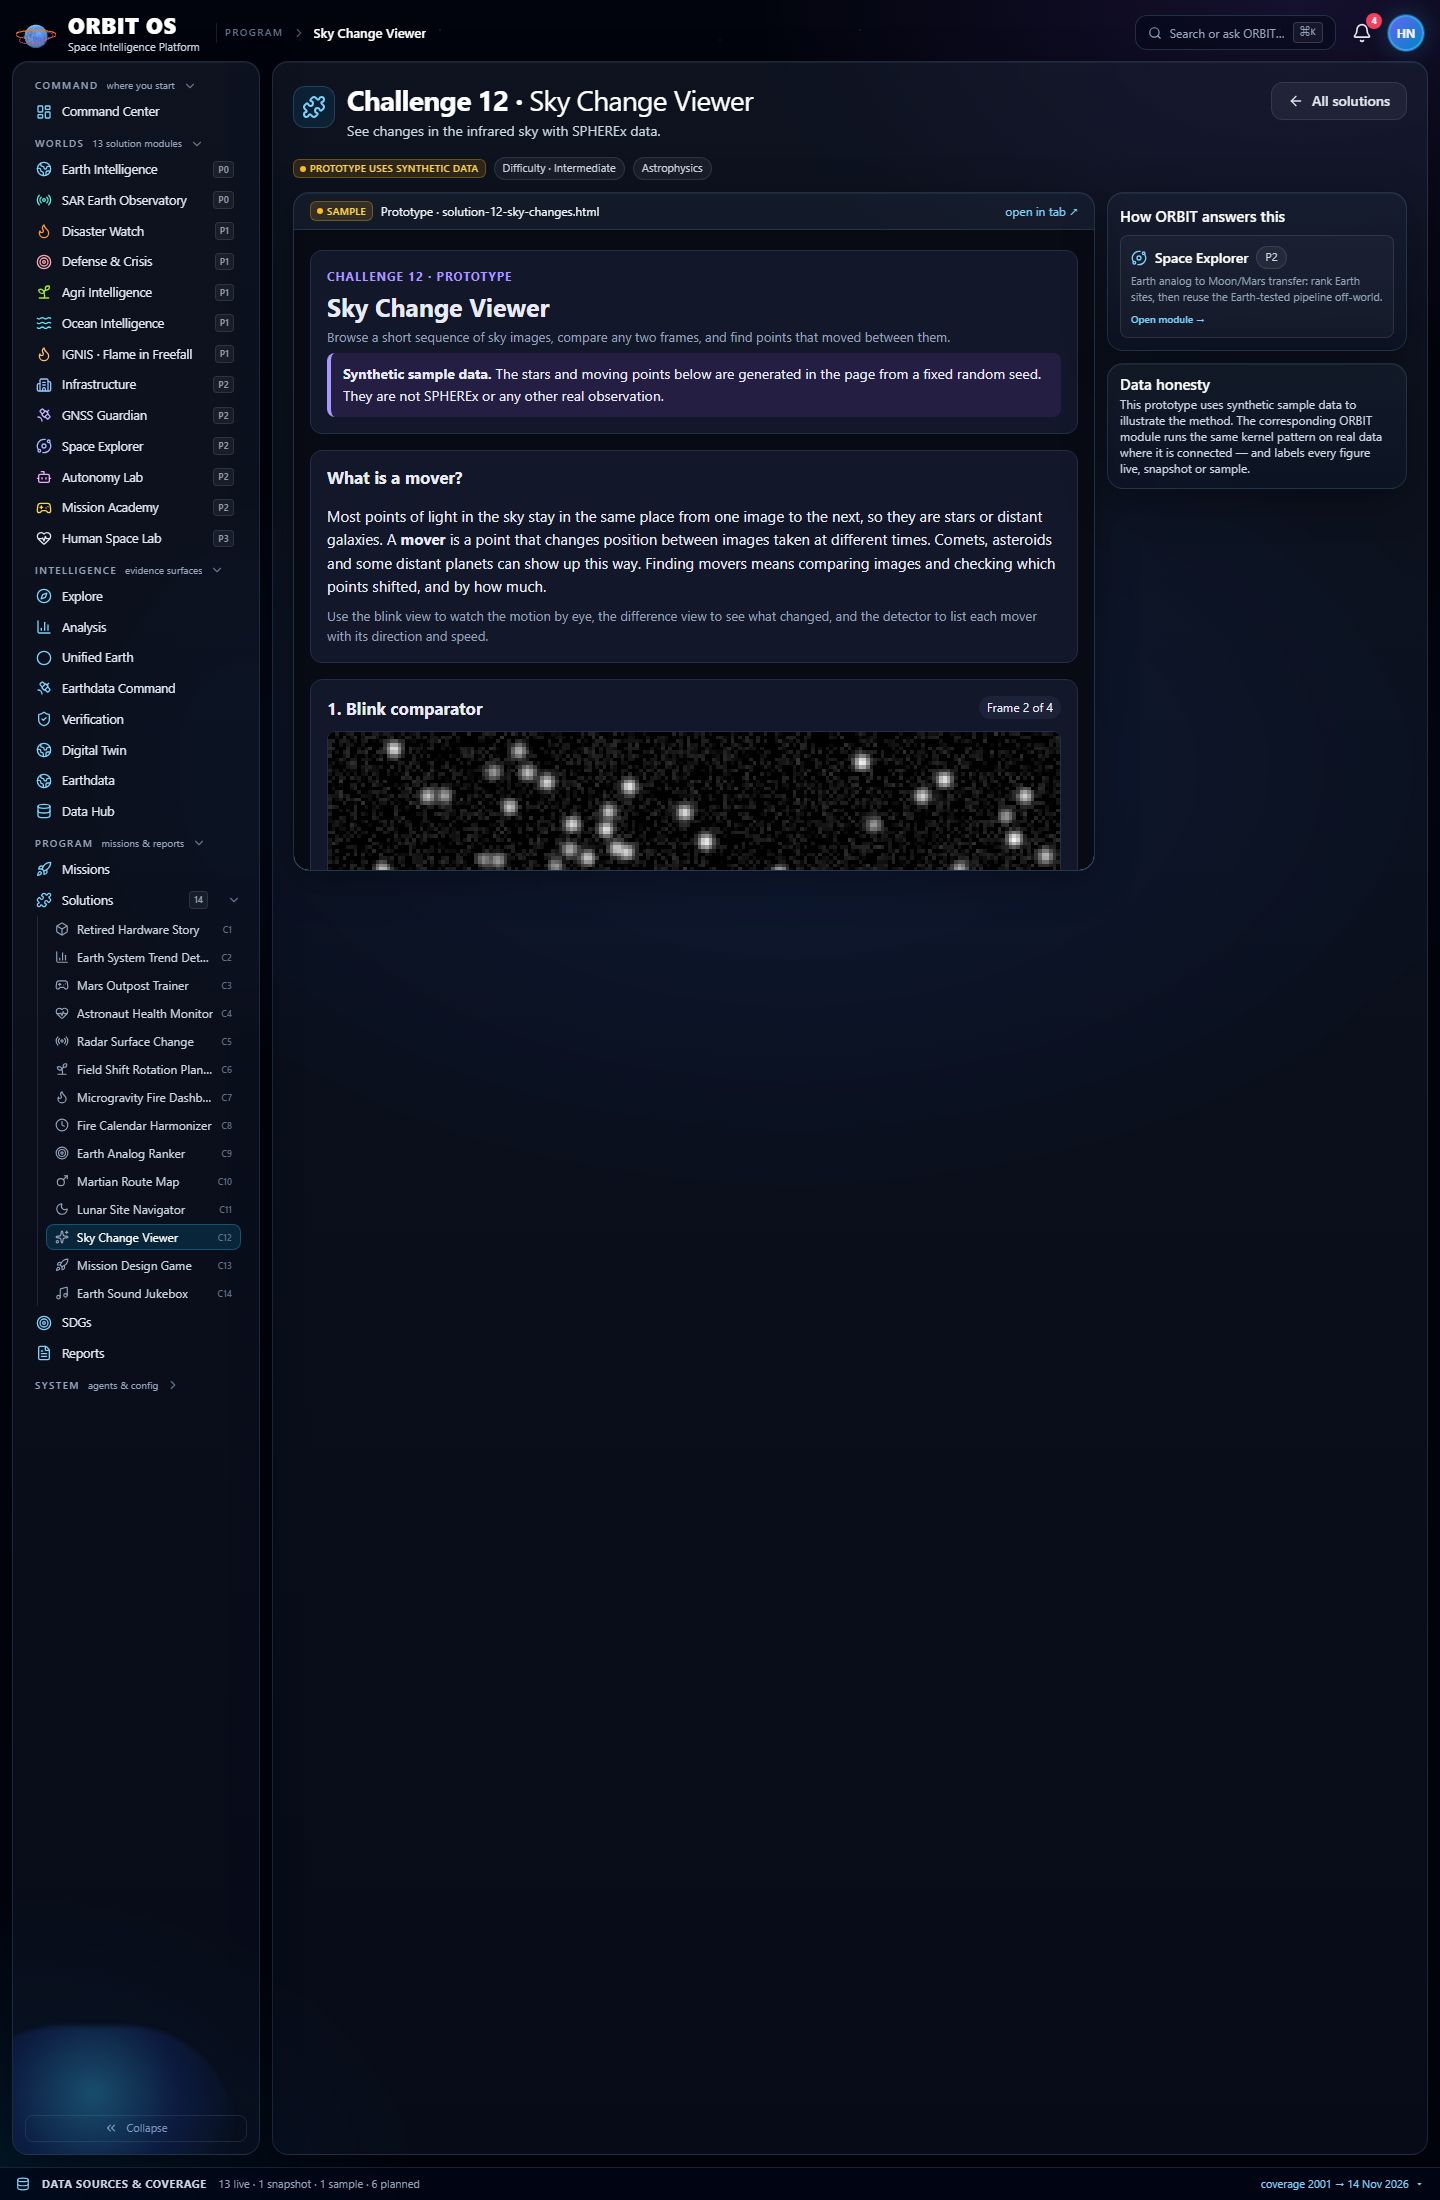 ORBIT OS
Space Intelligence Platform
PROGRAM
Sky Change Viewer
Search or ask ORBIT...
⌘K
4
HN
COMMAND where you start
Command Center
WORLDS 13 solution modules
Earth Intelligence P0
SAR Earth Observatory P0
Disaster Watch P1
Defense & Crisis P1
Agri Intelligence P1
Ocean Intelligence P1
IGNIS · Flame in Freefall P1
Infrastructure P2
GNSS Guardian P2
Space Explorer P2
Autonomy Lab P2
Mission Academy P2
Human Space Lab P3
INTELLIGENCE evidence surfaces
Explore
Analysis
Unified Earth
Earthdata Command
Verification
Digital Twin
Earthdata
Data Hub
PROGRAM missions & reports
Missions
Solutions 14
Retired Hardware Story C1
Earth System Trend Det... C2
Mars Outpost Trainer C3
Astronaut Health Monitor C4
Radar Surface Change C5
Field Shift Rotation Plan... C6
Microgravity Fire Dashb... C7
Fire Calendar Harmonizer C8
Earth Analog Ranker C9
Martian Route Map C10
Lunar Site Navigator C11
Sky Change Viewer C12
Mission Design Game C13
Earth Sound Jukebox C14
SDGs
Reports
SYSTEM agents & config
Collapse
Challenge 12 · Sky Change Viewer
See changes in the infrared sky with SPHEREx data.
← All solutions
PROTOTYPE USES SYNTHETIC DATA
Difficulty · Intermediate
Astrophysics
SAMPLE
Prototype · solution-12-sky-changes.html
open in tab ↗
CHALLENGE 12 · PROTOTYPE
Sky Change Viewer
Browse a short sequence of sky images, compare any two frames, and find points that moved between them.
Synthetic sample data. The stars and moving points below are generated in the page from a fixed random seed.
They are not SPHEREx or any other real observation.
What is a mover?
Most points of light in the sky stay in the same place from one image to the next, so they are stars or distant
galaxies. A mover is a point that changes position between images taken at different times. Comets, asteroids
and some distant planets can show up this way. Finding movers means comparing images and checking which
points shifted, and by how much.
Use the blink view to watch the motion by eye, the difference view to see what changed, and the detector to list each mover
with its direction and speed.
1. Blink comparator
Frame 2 of 4
How ORBIT answers this
Space Explorer P2
Earth analog to Moon/Mars transfer: rank Earth
sites, then reuse the Earth-tested pipeline off-world.
Open module →
Data honesty
This prototype uses synthetic sample data to
illustrate the method. The corresponding ORBIT
module runs the same kernel pattern on real data
where it is connected — and labels every figure
live, snapshot or sample.
DATA SOURCES & COVERAGE 13 live · 1 snapshot · 1 sample · 6 planned
coverage 2001 → 14 Nov 2026